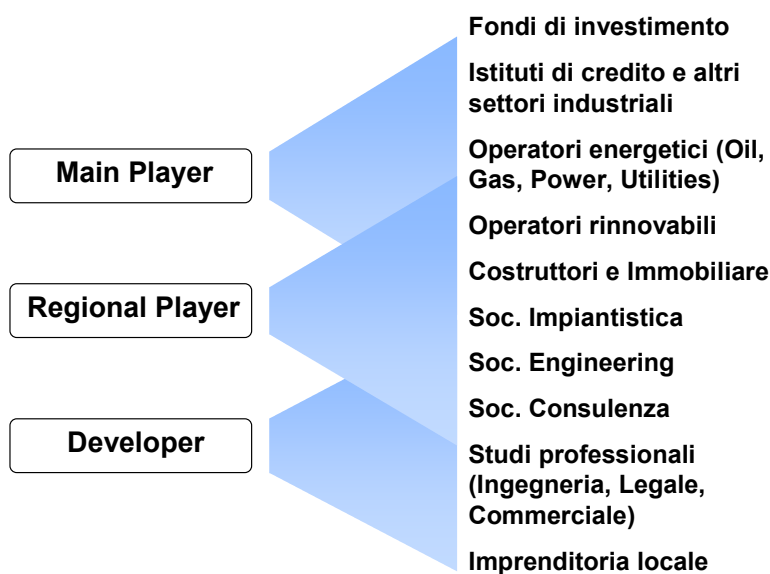 Main Player
Regional Player
Developer
Fondi di investimento
Istituti di credito e altri
settori industriali
Operatori energetici (Oil,
Gas, Power, Utilities)
Operatori rinnovabili
Costruttori e Immobiliare
Soc. Impiantistica
Soc. Engineering
Soc. Consulenza
Studi professionali
(Ingegneria, Legale,
Commerciale)
Imprenditoria locale